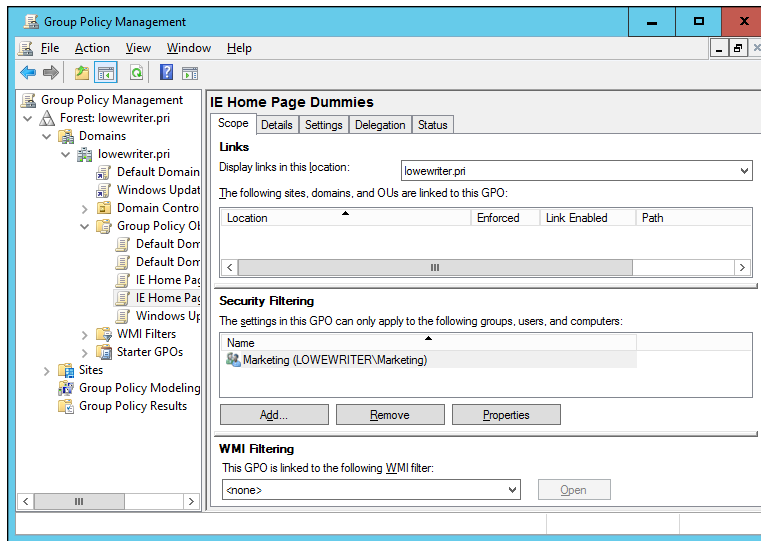 Group Policy Management
File Action View Window Help
Group Policy Management
Forest: lowewriter.pri
Domains
lowewriter.pri
Default Domain
Windows Updat
Domain Contro
Group Policy Ob
Default Dom
Default Dom
IE Home Pag
IE Home Pag
Windows Up
WMI Filters
Starter GPOs
Sites
Group Policy Modeling
Group Policy Results
IE Home Page Dummies
Scope Details Settings Delegation Status
Links
Display links in this location: lowewriter.pri
The following sites, domains, and OUs are linked to this GPO:
Location Enforced Link Enabled Path
Security Filtering
The settings in this GPO can only apply to the following groups, users, and computers:
Name
Marketing (LOWEWRITER\Marketing)
Add... Remove Properties
WMI Filtering
This GPO is linked to the following WMI filter:
<none> Open